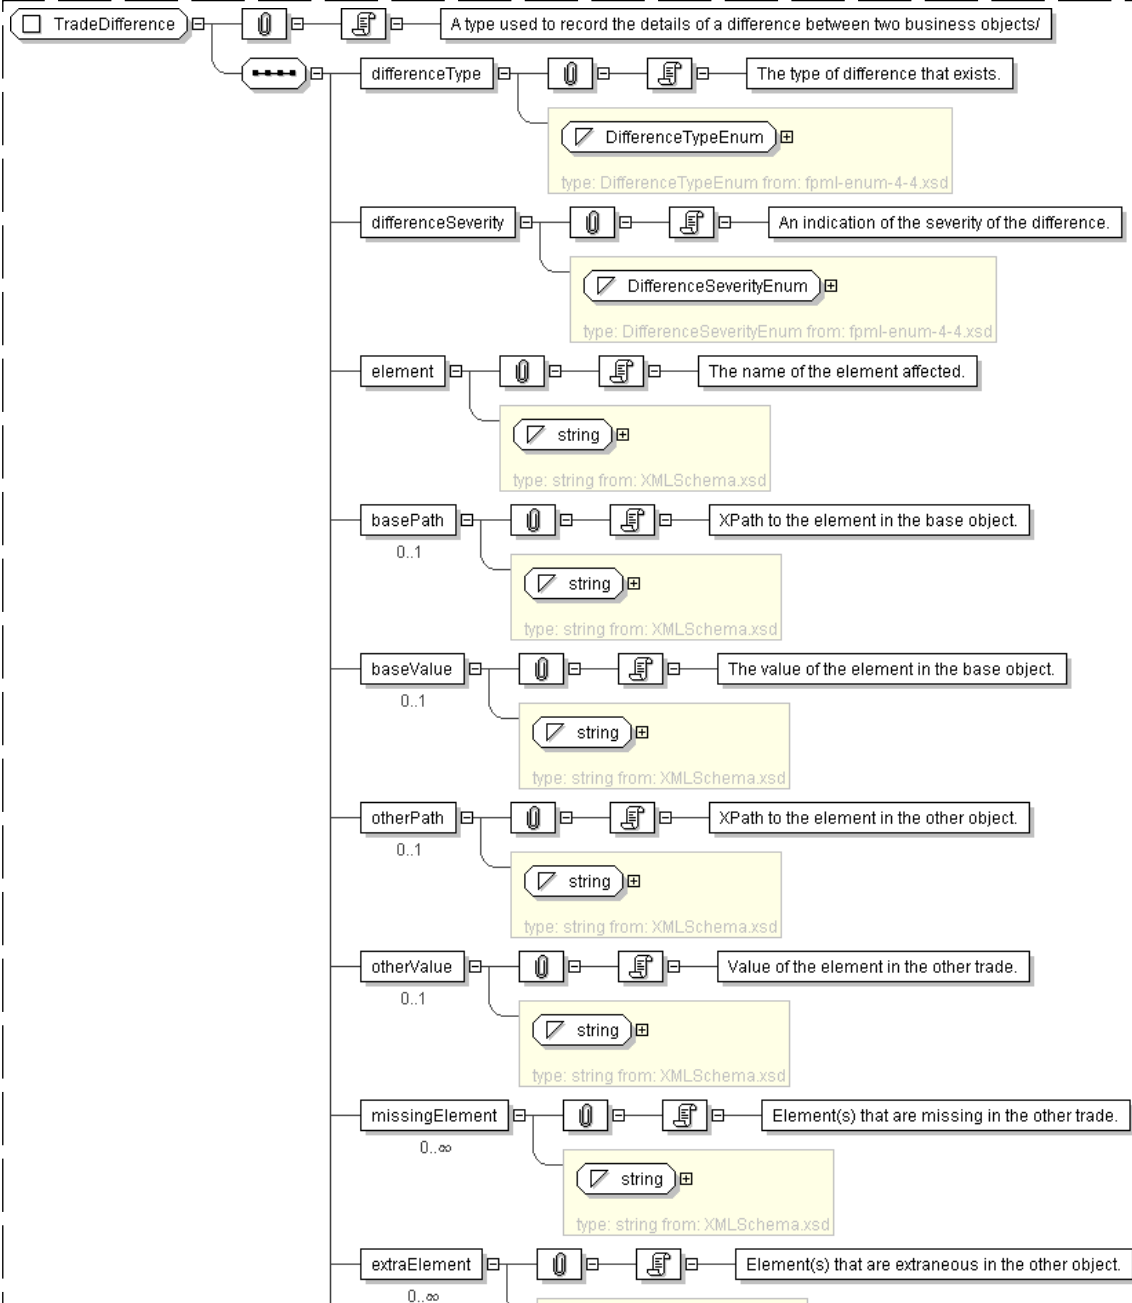 TradeDifference
A type used to record the details of a difference between two business objects/
differenceType
The type of difference that exists.
DifferenceTypeEnum
type: DifferenceTypeEnum from: fpml-enum-4-4.xsd
differenceSeverity
An indication of the severity of the difference.
DifferenceSeverityEnum
type: DifferenceSeverityEnum from: fpml-enum-4-4.xsd
element
The name of the element affected.
string
type: string from: XMLSchema.xsd
basePath
XPath to the element in the base object.
0..1
string
type: string from: XMLSchema.xsd
baseValue
The value of the element in the base object.
0..1
string
type: string from: XMLSchema.xsd
otherPath
XPath to the element in the other object.
0..1
string
type: string from: XMLSchema.xsd
otherValue
Value of the element in the other trade.
0..1
string
type: string from: XMLSchema.xsd
missingElement
Element(s) that are missing in the other trade.
0..∞
string
type: string from: XMLSchema.xsd
extraElement
Element(s) that are extraneous in the other object.
0..∞